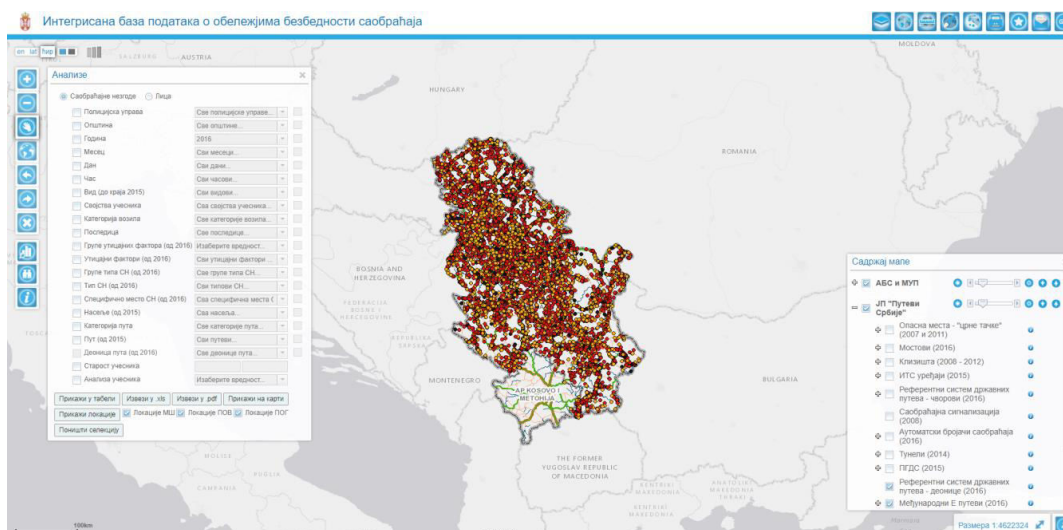 Интегрисана база података о обележјима безбедности саобраћаја
en lat ћир
AUSTRIA
MOLDOVA
HUNGARY
ROMANIA
BOSNIA AND
HERZEGOVINA
MONTENEGRO
AP KOSOVO I
METOHIJA
BULGARIA
THE FORMER
YUGOSLAV REPUBLIC
OF MACEDONIA
Анализе
Саобраћајне незгоде Лица
Полицијска управа Све полицијске управе...
Општина Све општине...
Година 2016
Месец Сви месеци...
Дан Сви дани...
Час Сви часови...
Вид (до краја 2015) Сви видови...
Својства учесника Сва својства учесника...
Категорија возила Све категорије возила...
Последица Све последице...
Групе утицајних фактора (од 2016) Изаберите вредност...
Утицајни фактори (од 2016) Сви утицајни фактори ...
Групе типа СН (од 2016) Све групе типа СН...
Тип СН (од 2016) Сви типови СН...
Специфично место СН (од 2016) Сва специфична места С
Насеље (од 2015) Сва насеља...
Категорија пута Све категорије пута...
Пут (од 2015) Сви путеви...
Деоница пута (од 2016) Све деонице пута...
Старост учесника
Анализа учесника Изаберите вредност...
Прикажи у табели Извези у .xls Извези у .pdf Прикажи на карти
Прикажи локације Локације МШ Локације ПОВ Локације ПОГ
Поништи селекцију
Садржај мапе
АБС и МУП
ЈП "Путеви
Србије"
Опасна места - "црне тачке"
(2007 и 2011)
Мостови (2016)
Клизишта (2008 - 2012)
ИТС уређаји (2015)
Референтни систем државних
путева - чворови (2016)
Саобраћајна сигнализација
(2008)
Аутоматски бројачи саобраћаја
(2016)
Тунели (2014)
ПГДС (2015)
Референтни систем државних
путева - деонице (2016)
Међународни Е путеви (2016)
100km
Размера 1:4622324